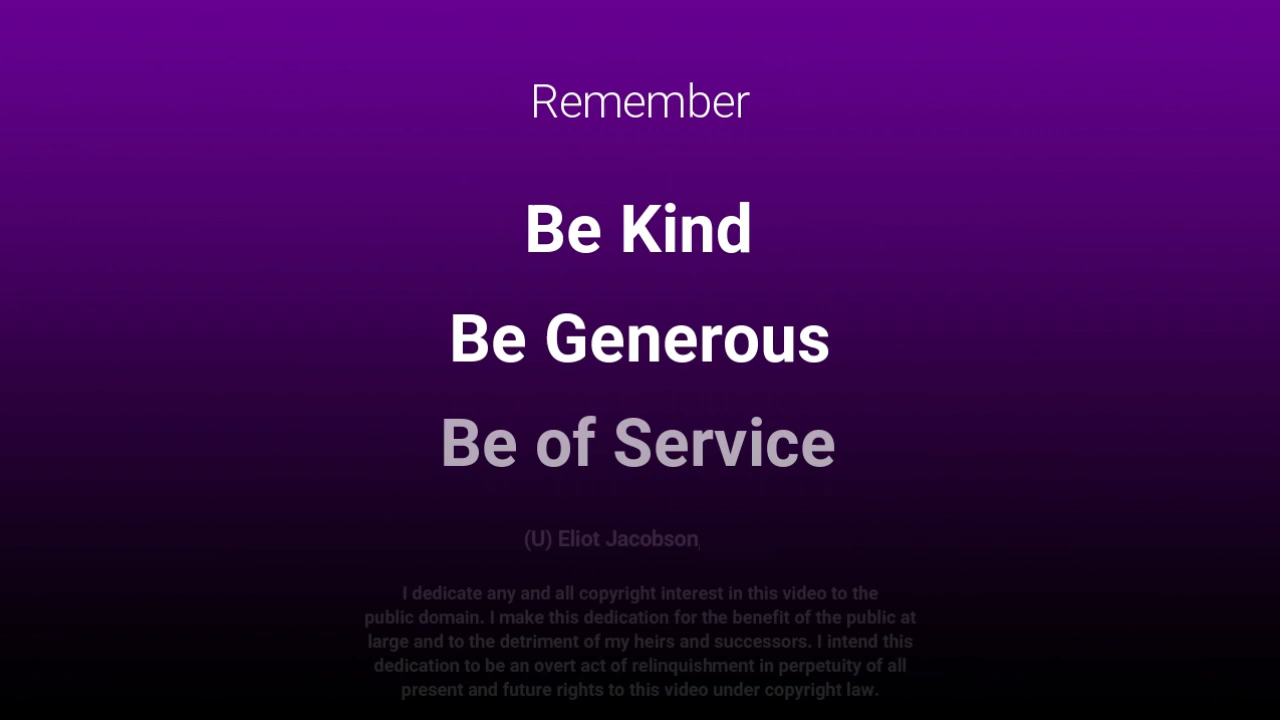 Remember
Be Kind
Be Generous
Be of Service
(U) Eliot Jacobson,
I dedicate any and all copyright interest in this video to the
public domain. I make this dedication for the benefit of the public at
large and to the detriment of my heirs and successors. I intend this
dedication to be an overt act of relinquishment in perpetuity of all
present and future rights to this video under copyright law.